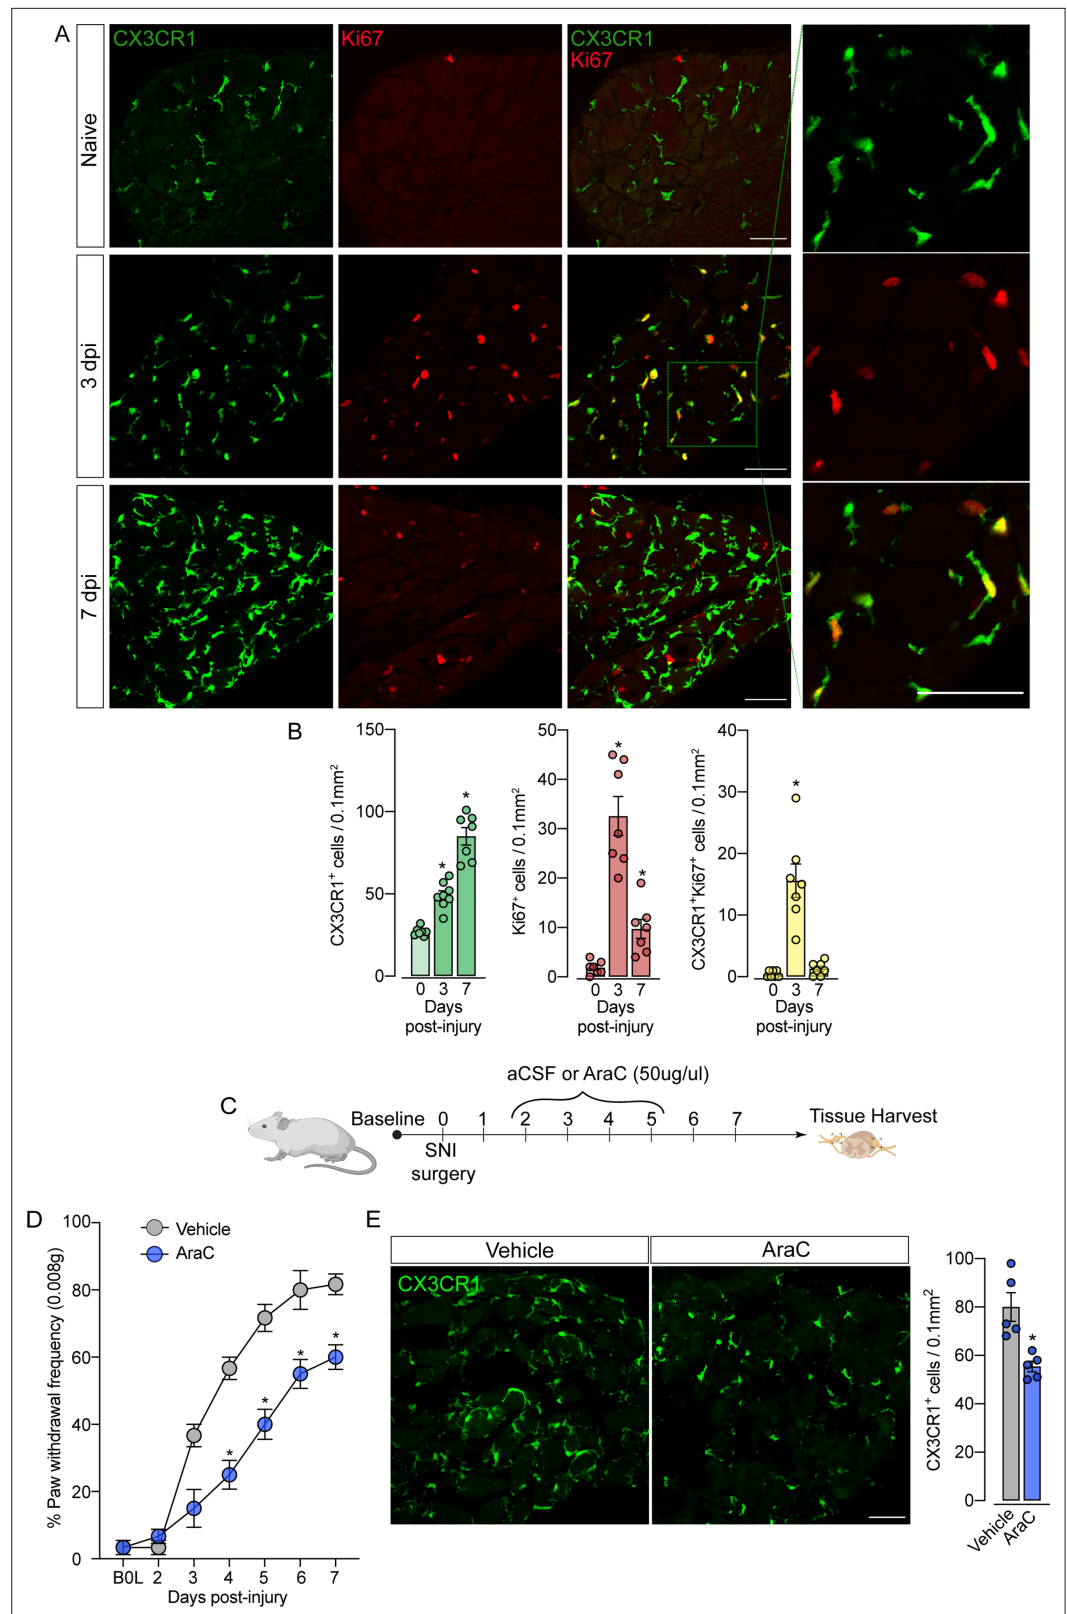 A
CX3CR1
Ki67
CX3CR1
Ki67
Naive
3 dpi
7 dpi
B
CX3CR1⁺ cells / 0.1mm²
150
100
50
0
*
*
0 3 7
Days
post-injury
Ki67⁺ cells / 0.1mm²
50
40
30
20
10
0
*
*
0 3 7
Days
post-injury
CX3CR1⁺Ki67⁺ cells / 0.1mm²
40
30
20
10
0
*
0 3 7
Days
post-injury
C
aCSF or AraC (50ug/ul)
Baseline 0 1 2 3 4 5 6 7
SNI
surgery
Tissue Harvest
D
% Paw withdrawal frequency (0.008g)
100
80
60
40
20
0
Vehicle
AraC
*
*
*
*
B0L 2 3 4 5 6 7
Days post-injury
E
Vehicle
AraC
CX3CR1
CX3CR1⁺ cells / 0.1mm²
100
80
60
40
20
0
*
Vehicle
AraC